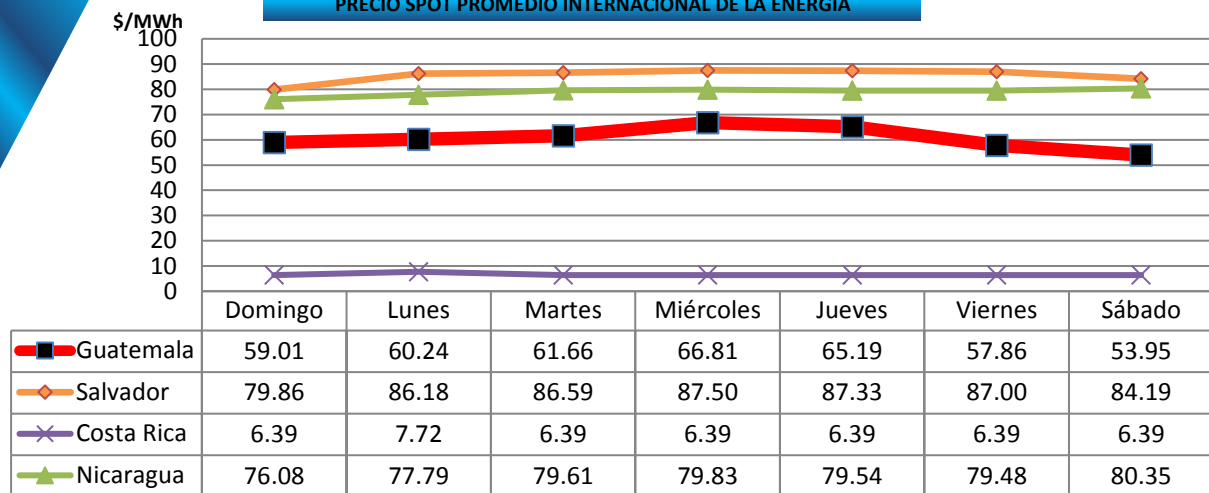 PRECIO SPOT PROMEDIO INTERNACIONAL DE LA ENERGÍA
$/MWh
100
90
80
70
60
50
40
30
20
10
0
Domingo Lunes Martes Miércoles Jueves Viernes Sábado
Guatemala 59.01 60.24 61.66 66.81 65.19 57.86 53.95
Salvador 79.86 86.18 86.59 87.50 87.33 87.00 84.19
Costa Rica 6.39 7.72 6.39 6.39 6.39 6.39 6.39
Nicaragua 76.08 77.79 79.61 79.83 79.54 79.48 80.35